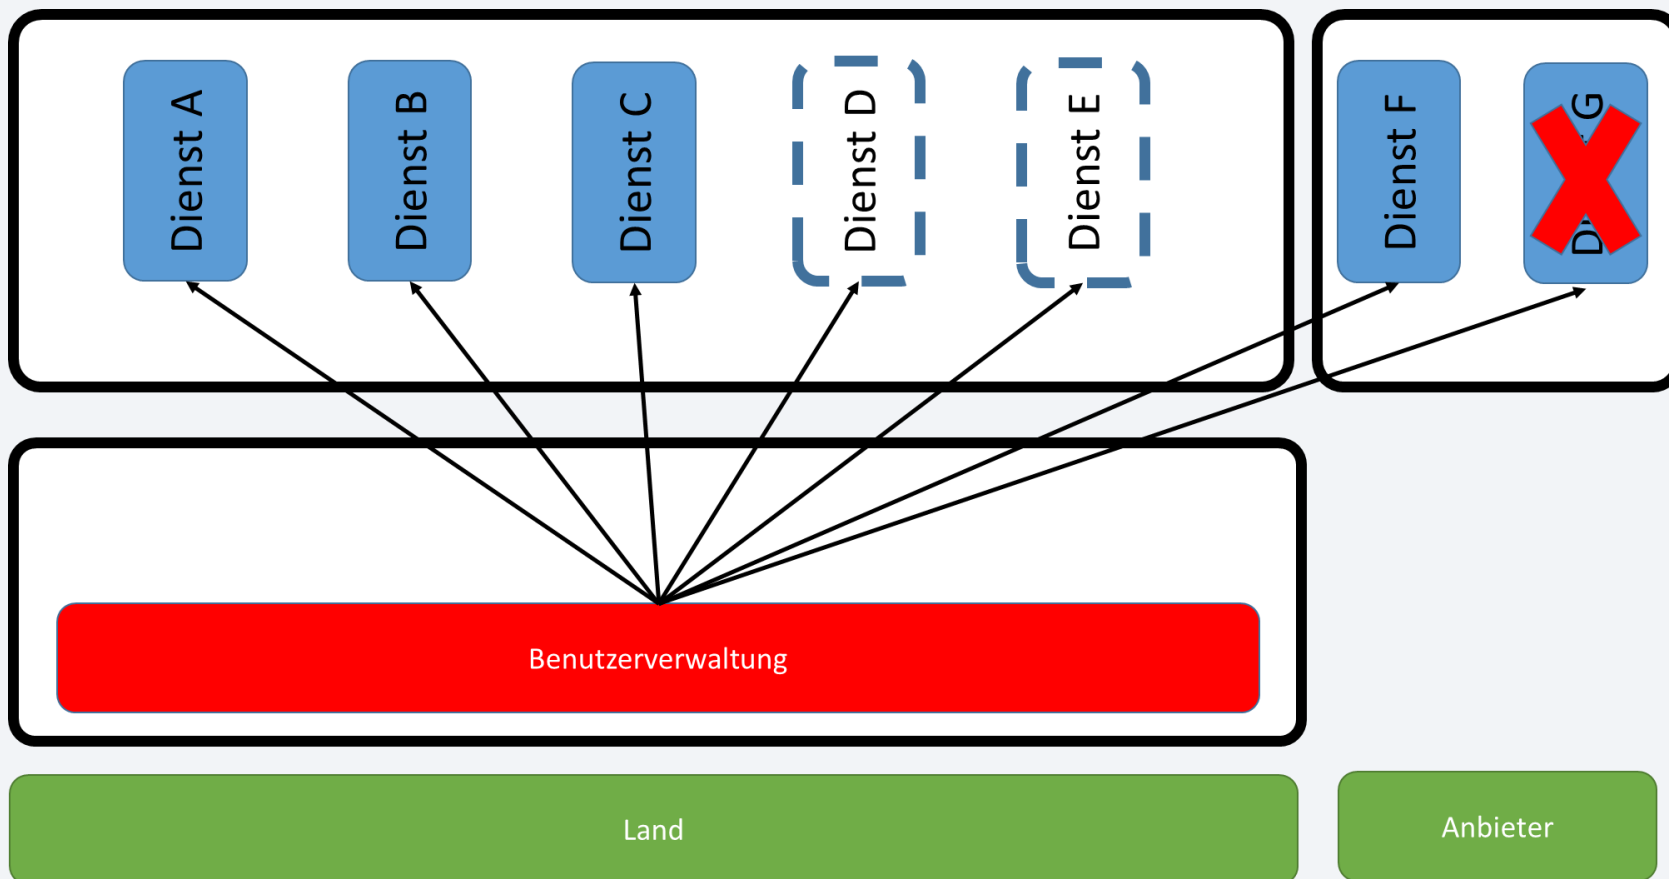 Dienst A
Dienst B
Dienst C
Dienst D
Dienst E
Dienst F
G
Benutzerverwaltung
Land
Anbieter